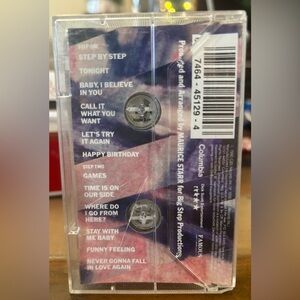 STEP ONE
STEP BY STEP
TONIGHT
BABY, I BELIEVE
IN YOU
CALL IT
WHAT YOU
WANT
LET'S TRY
IT AGAIN
HAPPY BIRTHDAY
STEP TWO
GAMES
TIME IS ON
OUR SIDE
WHERE DO
I GO FROM
HERE?
STAY WITH
ME BABY
FUNNY FEELING
NEVER GONNA FALL
IN LOVE AGAIN
Produced and Arranged by MAURICE STARR for Big Step Productions
7464-45129-4
Columbia